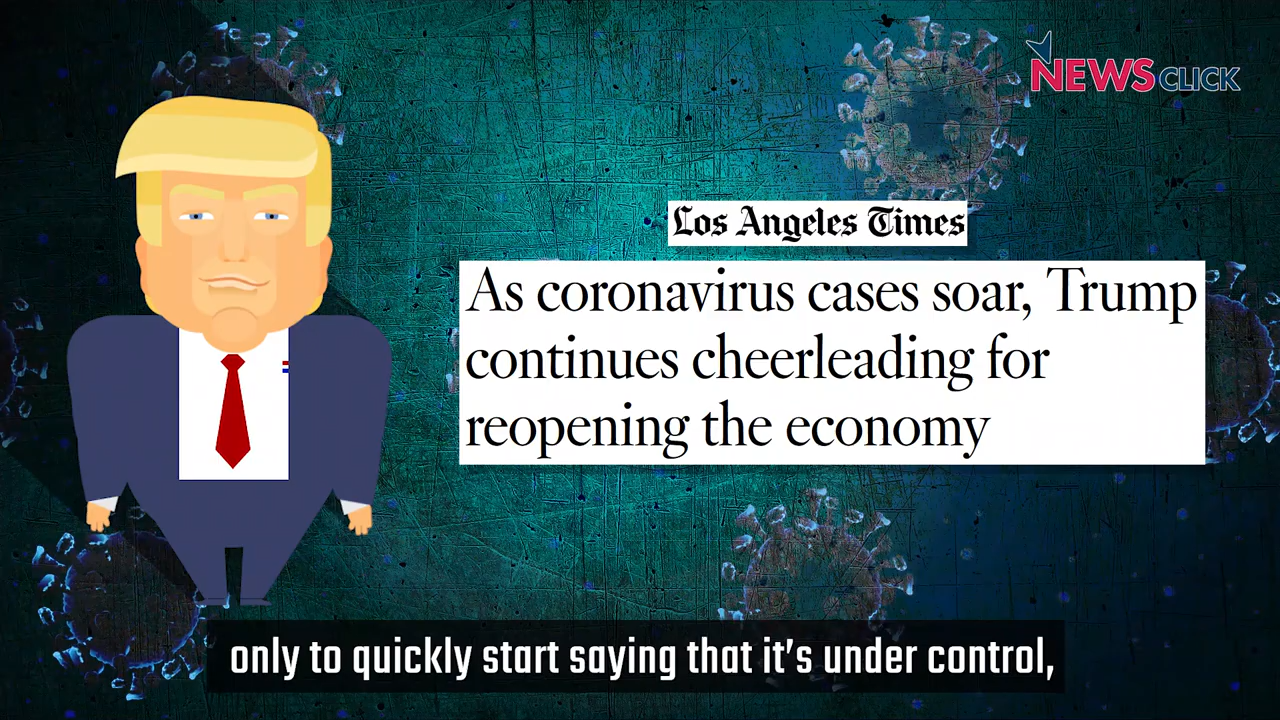 NEWSCLICK
Los Angeles Times
As coronavirus cases soar, Trump
continues cheerleading for
reopening the economy
only to quickly start saying that it's under control,